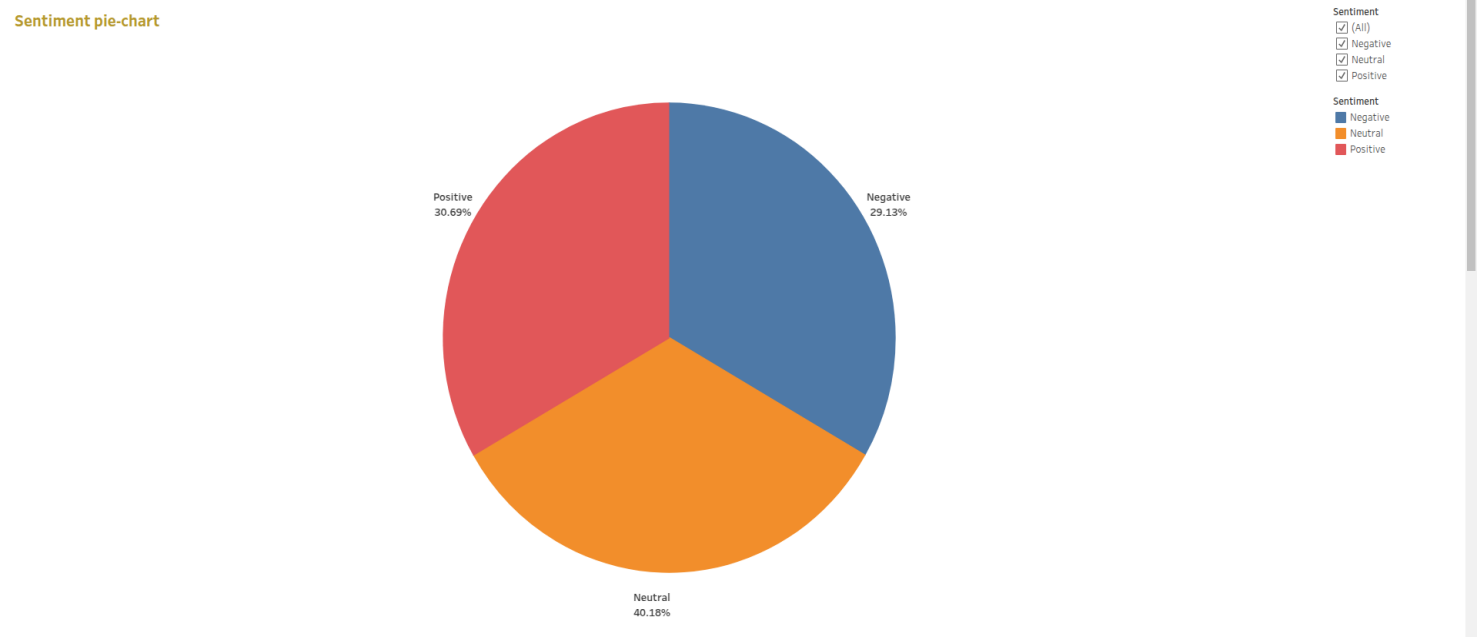 Sentiment pie-chart
Sentiment
(All)
Negative
Neutral
Positive
Sentiment
Negative
Neutral
Positive
Positive
30.69%
Negative
29.13%
Neutral
40.18%